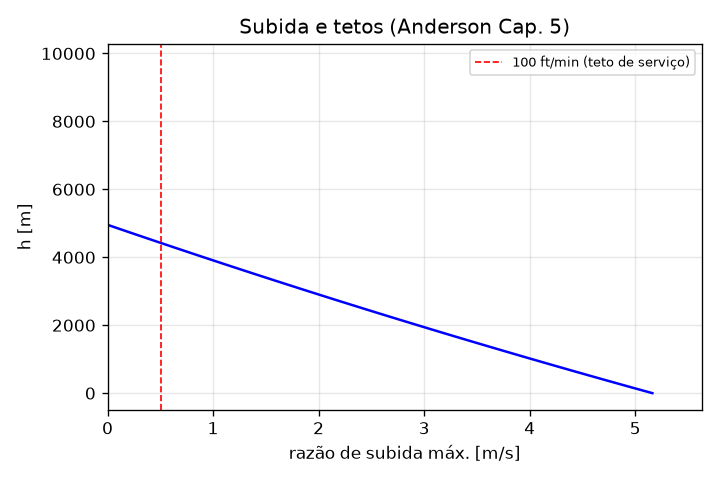 Subida e tetos (Anderson Cap. 5)
100 ft/min (teto de serviço)
h [m]
10000
8000
6000
4000
2000
0
0 1 2 3 4 5
razão de subida máx. [m/s]